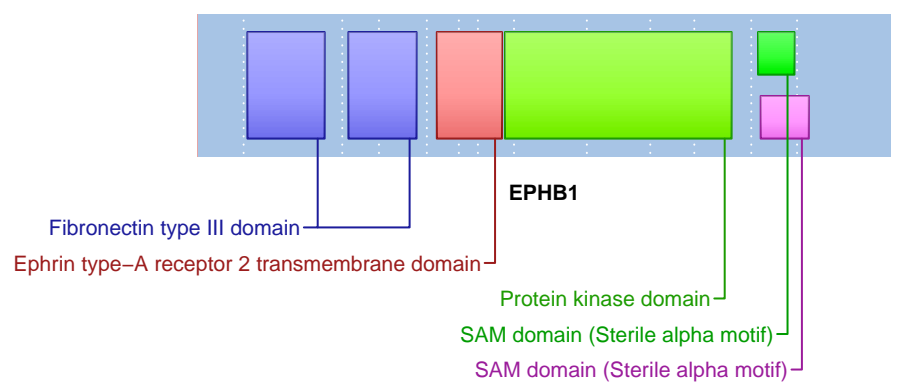 EPHB1
Fibronectin type III domain
Ephrin type−A receptor 2 transmembrane domain
Protein kinase domain
SAM domain (Sterile alpha motif)
SAM domain (Sterile alpha motif)